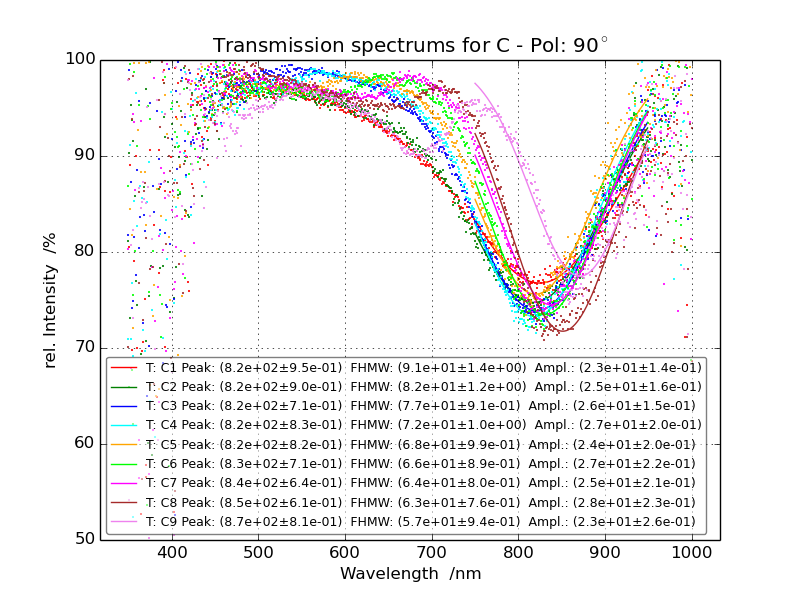 Transmission spectrums for C - Pol: 90°
100
90
80
70
60
50
rel. Intensity /%
T: C1 Peak: (8.2e+02±9.5e-01) FHMW: (9.1e+01±1.4e+00) Ampl.: (2.3e+01±1.4e-01)
T: C2 Peak: (8.2e+02±9.0e-01) FHMW: (8.2e+01±1.2e+00) Ampl.: (2.5e+01±1.6e-01)
T: C3 Peak: (8.2e+02±7.1e-01) FHMW: (7.7e+01±9.1e-01) Ampl.: (2.6e+01±1.5e-01)
T: C4 Peak: (8.2e+02±8.3e-01) FHMW: (7.2e+01±1.0e+00) Ampl.: (2.7e+01±2.0e-01)
T: C5 Peak: (8.2e+02±8.2e-01) FHMW: (6.8e+01±9.9e-01) Ampl.: (2.4e+01±2.0e-01)
T: C6 Peak: (8.3e+02±7.1e-01) FHMW: (6.6e+01±8.9e-01) Ampl.: (2.7e+01±2.2e-01)
T: C7 Peak: (8.4e+02±6.4e-01) FHMW: (6.4e+01±8.0e-01) Ampl.: (2.5e+01±2.1e-01)
T: C8 Peak: (8.5e+02±6.1e-01) FHMW: (6.3e+01±7.6e-01) Ampl.: (2.8e+01±2.3e-01)
T: C9 Peak: (8.7e+02±8.1e-01) FHMW: (5.7e+01±9.4e-01) Ampl.: (2.3e+01±2.6e-01)
400 500 600 700 800 900 1000
Wavelength /nm